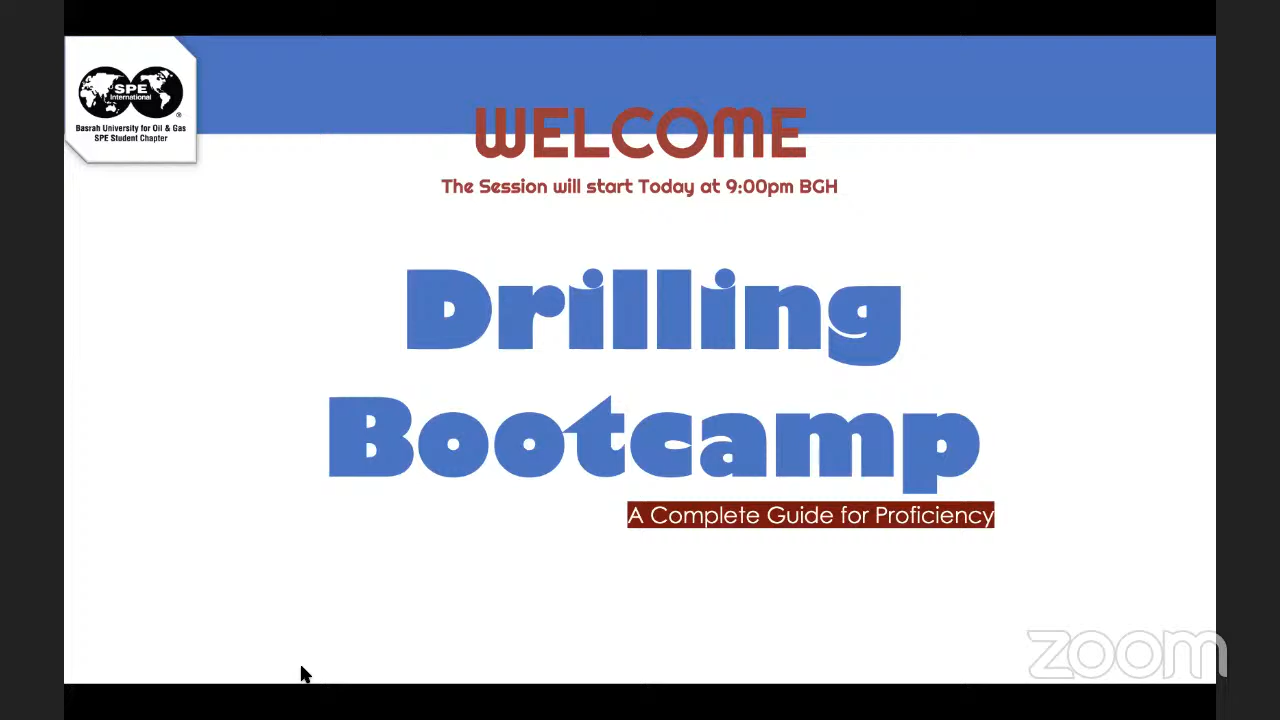 SPE
International
®
Basrah University for Oil & Gas
SPE Student Chapter
WELCOME
The Session will start Today at 9:00pm BGH
Drilling
Bootcamp
A Complete Guide for Proficiency
zoom